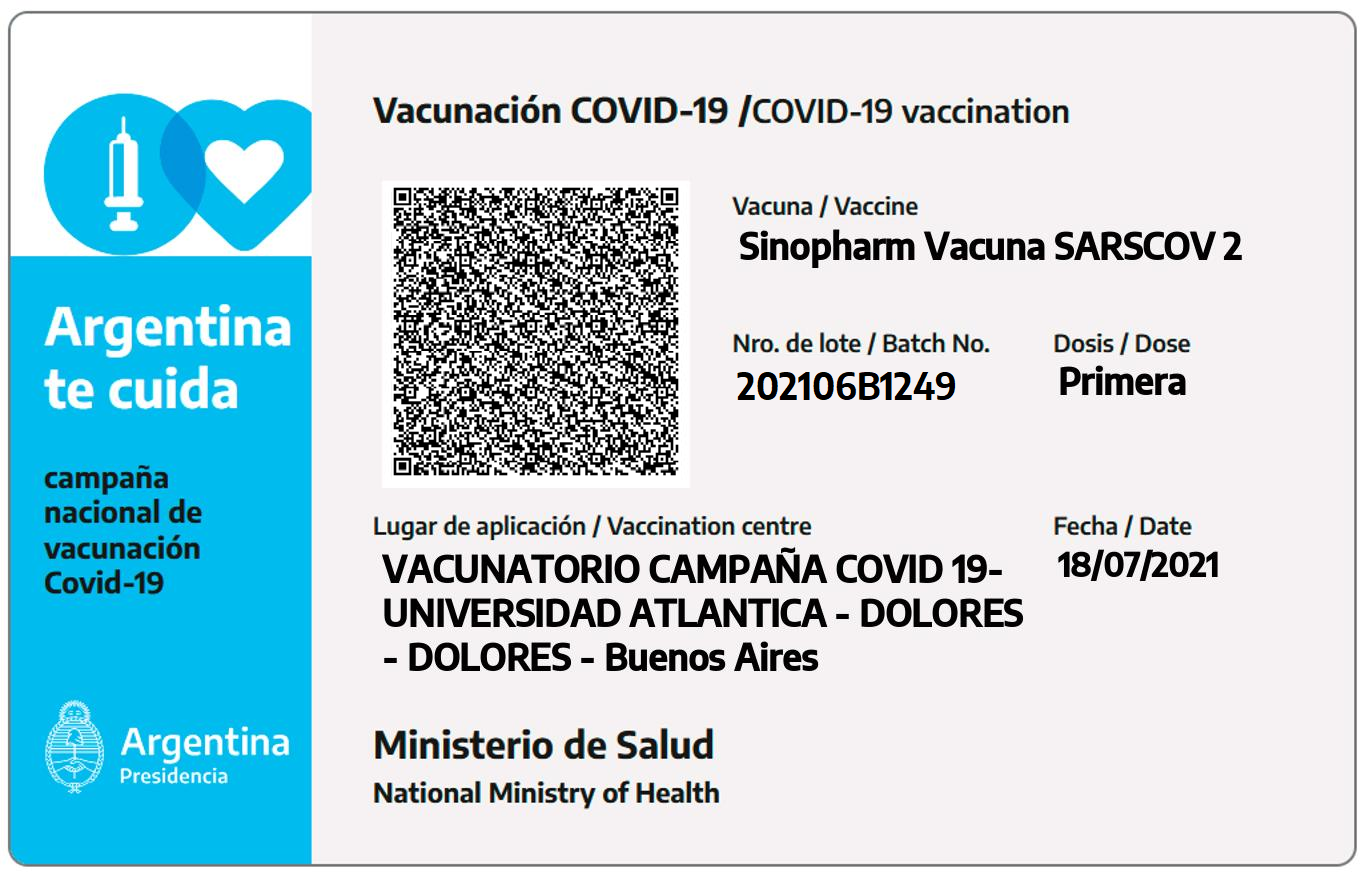 Vacunación COVID-19 /COVID-19 vaccination
Vacuna / Vaccine
Sinopharm Vacuna SARSCOV 2
Nro. de lote / Batch No.
202106B1249
Dosis / Dose
Primera
Lugar de aplicación / Vaccination centre
VACUNATORIO CAMPAÑA COVID 19-
UNIVERSIDAD ATLANTICA - DOLORES
- DOLORES - Buenos Aires
Fecha / Date
18/07/2021
Ministerio de Salud
National Ministry of Health
Argentina
te cuida
campaña
nacional de
vacunación
Covid-19
Argentina
Presidencia